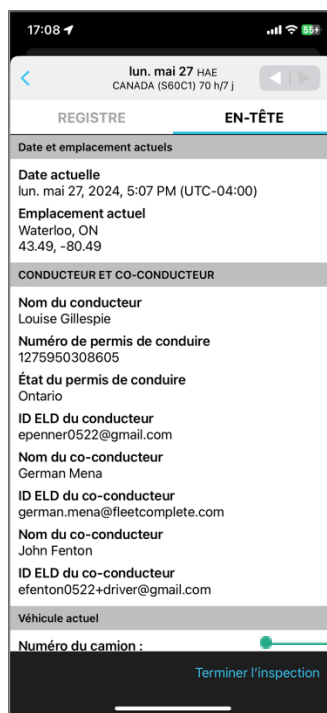 17:08
55
lun. mai 27 HAE
CANADA (S60C1) 70 h/7 j
REGISTRE
EN-TÊTE
Date et emplacement actuels
Date actuelle
lun. mai 27, 2024, 5:07 PM (UTC-04:00)
Emplacement actuel
Waterloo, ON
43.49, -80.49
CONDUCTEUR ET CO-CONDUCTEUR
Nom du conducteur
Louise Gillespie
Numéro de permis de conduire
1275950308605
État du permis de conduire
Ontario
ID ELD du conducteur
epenner0522@gmail.com
Nom du co-conducteur
German Mena
ID ELD du co-conducteur
german.mena@fleetcomplete.com
Nom du co-conducteur
John Fenton
ID ELD du co-conducteur
efenton0522+driver@gmail.com
Véhicule actuel
Numéro du camion :
Terminer l'inspection